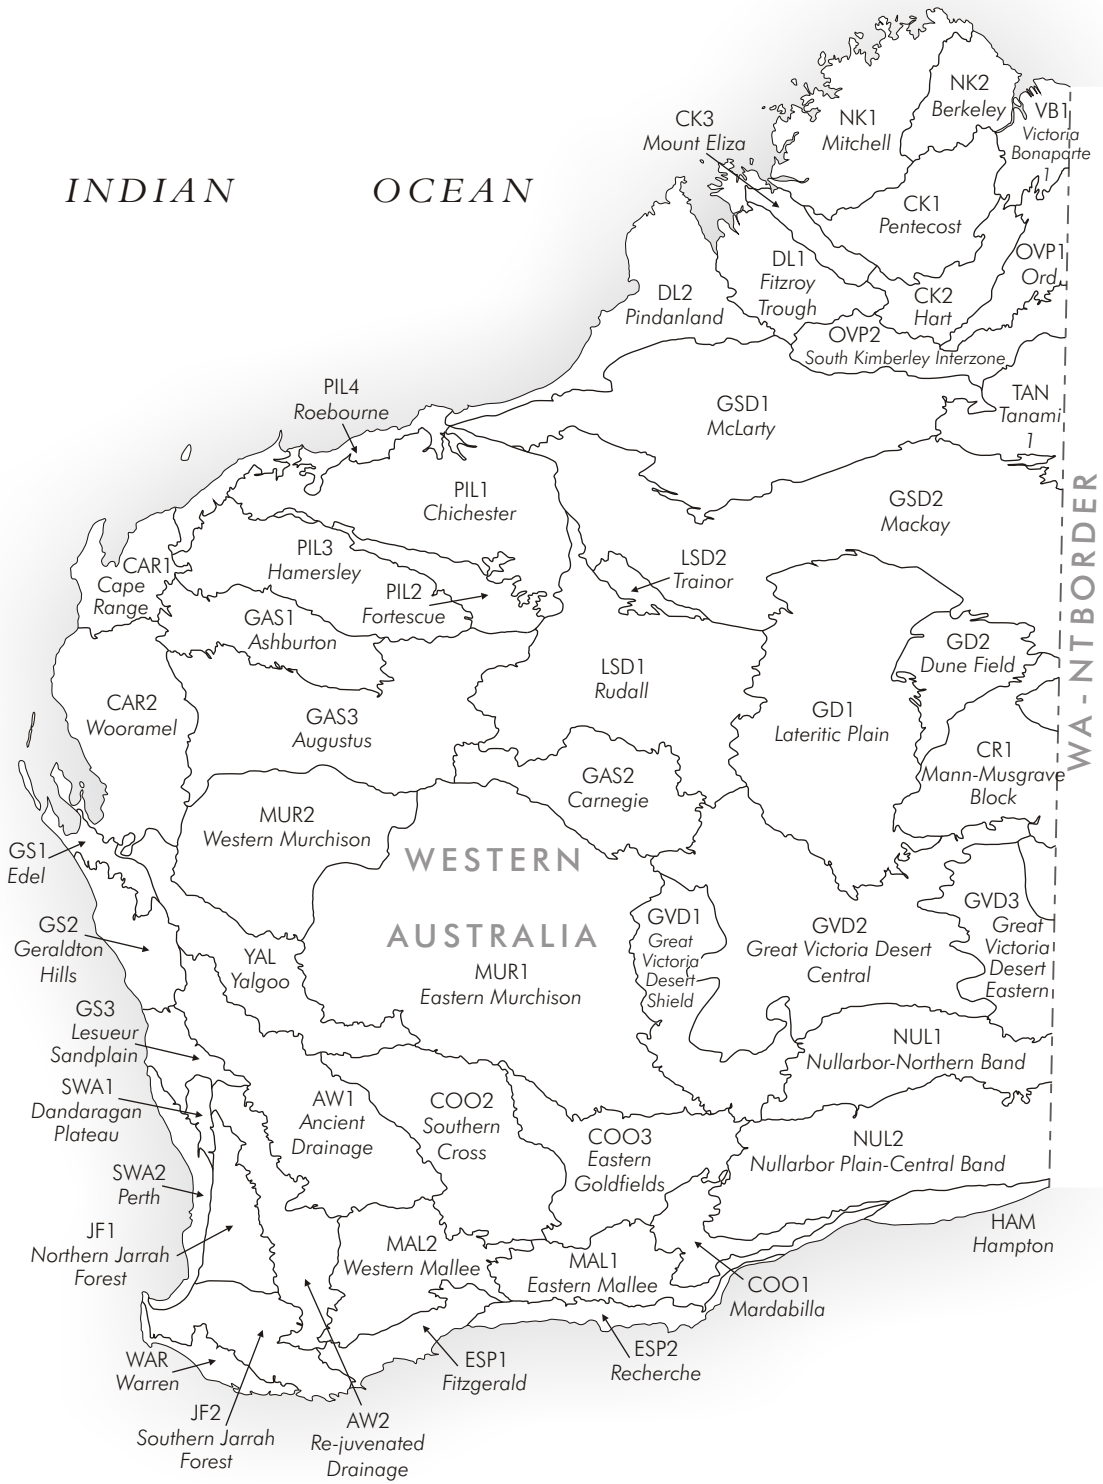 NK2
Berkeley
VB1
Victoria
Bonaparte
1
CK3
Mount Eliza
NK1
Mitchell
INDIAN OCEAN
CK1
Pentecost
OVP1
Ord
DL1
Fitzroy
Trough
CK2
Hart
DL2
Pindanland
OVP2
South Kimberley Interzone
PIL4
Roebourne
GSD1
McLarty
TAN
Tanami
1
PIL1
Chichester
GSD2
Mackay
WA-NTBORDER
PIL3
Hamersley
LSD2
Trainor
CAR1
Cape
Range
PIL2
Fortescue
GAS1
Ashburton
GD2
Dune Field
LSD1
Rudall
CAR2
Wooramel
GAS3
Augustus
GD1
Lateritic Plain
CR1
Mann-Musgrave
Block
GAS2
Carnegie
MUR2
Western Murchison
GS1
Edel
WESTERN
AUSTRALIA
GVD1
Great
Victoria
Desert
Shield
GVD2
Great Victoria Desert
Central
GVD3
Great
Victoria
Desert
Eastern
GS2
Geraldton
Hills
YAL
Yalgoo
MUR1
Eastern Murchison
GS3
Lesueur
Sandplain
NUL1
Nullarbor-Northern Band
SWA1
Dandaragan
Plateau
AW1
Ancient
Drainage
COO2
Southern
Cross
COO3
Eastern
Goldfields
NUL2
Nullarbor Plain-Central Band
SWA2
Perth
JF1
Northern Jarrah
Forest
MAL2
Western Mallee
MAL1
Eastern Mallee
HAM
Hampton
COO1
Mardabilla
WAR
Warren
ESP1
Fitzgerald
ESP2
Recherche
JF2
Southern Jarrah
Forest
AW2
Re-juvenated
Drainage